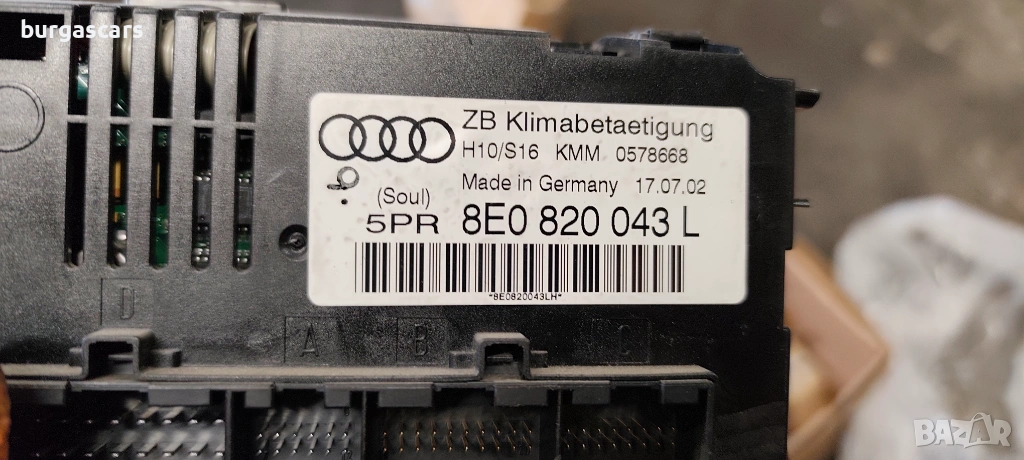 burgascars
ZB Klimabetaetigung
H10/S16 KMM 0578668
Made in Germany 17.07.02
(Soul)
5PR 8E0 820 043 L
*8E0820043LH*
D
A
B
C
BAZAR